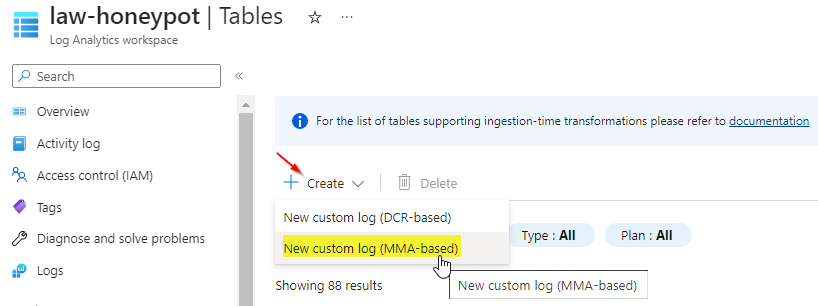 law-honeypot | Tables
Log Analytics workspace
Search
Overview
Activity log
Access control (IAM)
Tags
Diagnose and solve problems
Logs
For the list of tables supporting ingestion-time transformations please refer to documentation
Create
Delete
New custom log (DCR-based)
New custom log (MMA-based)
Type : All
Plan : All
Showing 88 results
New custom log (MMA-based)